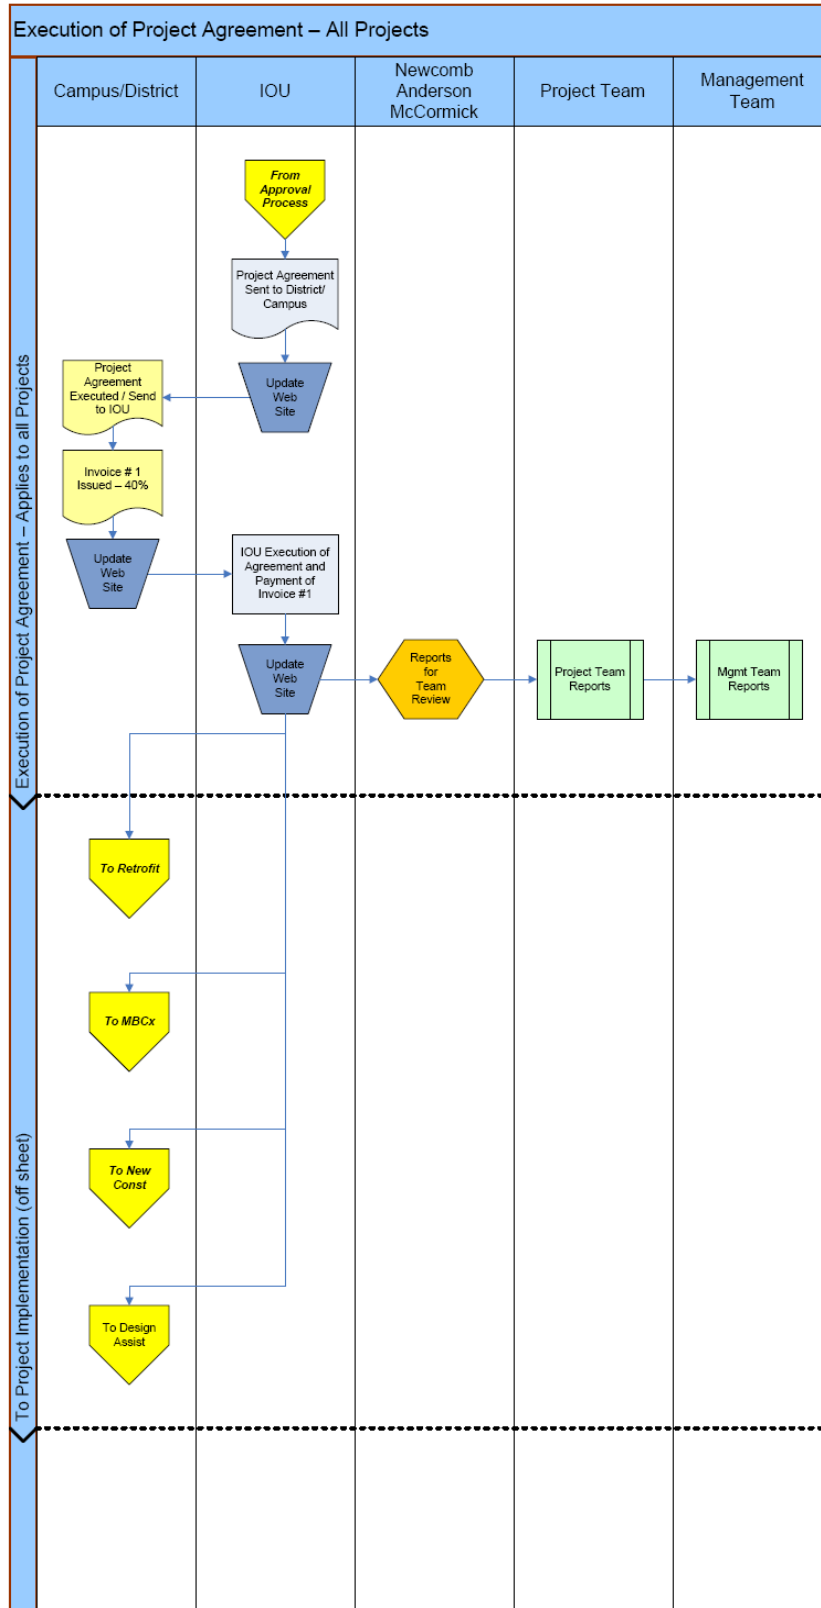 Execution of Project Agreement – All Projects
Campus/District
IOU
Newcomb
Anderson
McCormick
Project Team
Management
Team
Execution of Project Agreement – Applies to all Projects
From
Approval
Process
Project Agreement
Sent to District/
Campus
Update
Web
Site
Project
Agreement
Executed / Send
to IOU
Invoice # 1
Issued – 40%
Update
Web
Site
IOU Execution of
Agreement and
Payment of
Invoice #1
Update
Web
Site
Reports
for
Team
Review
Project Team
Reports
Mgmt Team
Reports
To Project Implementation (off sheet)
To Retrofit
To MBCx
To New
Const
To Design
Assist